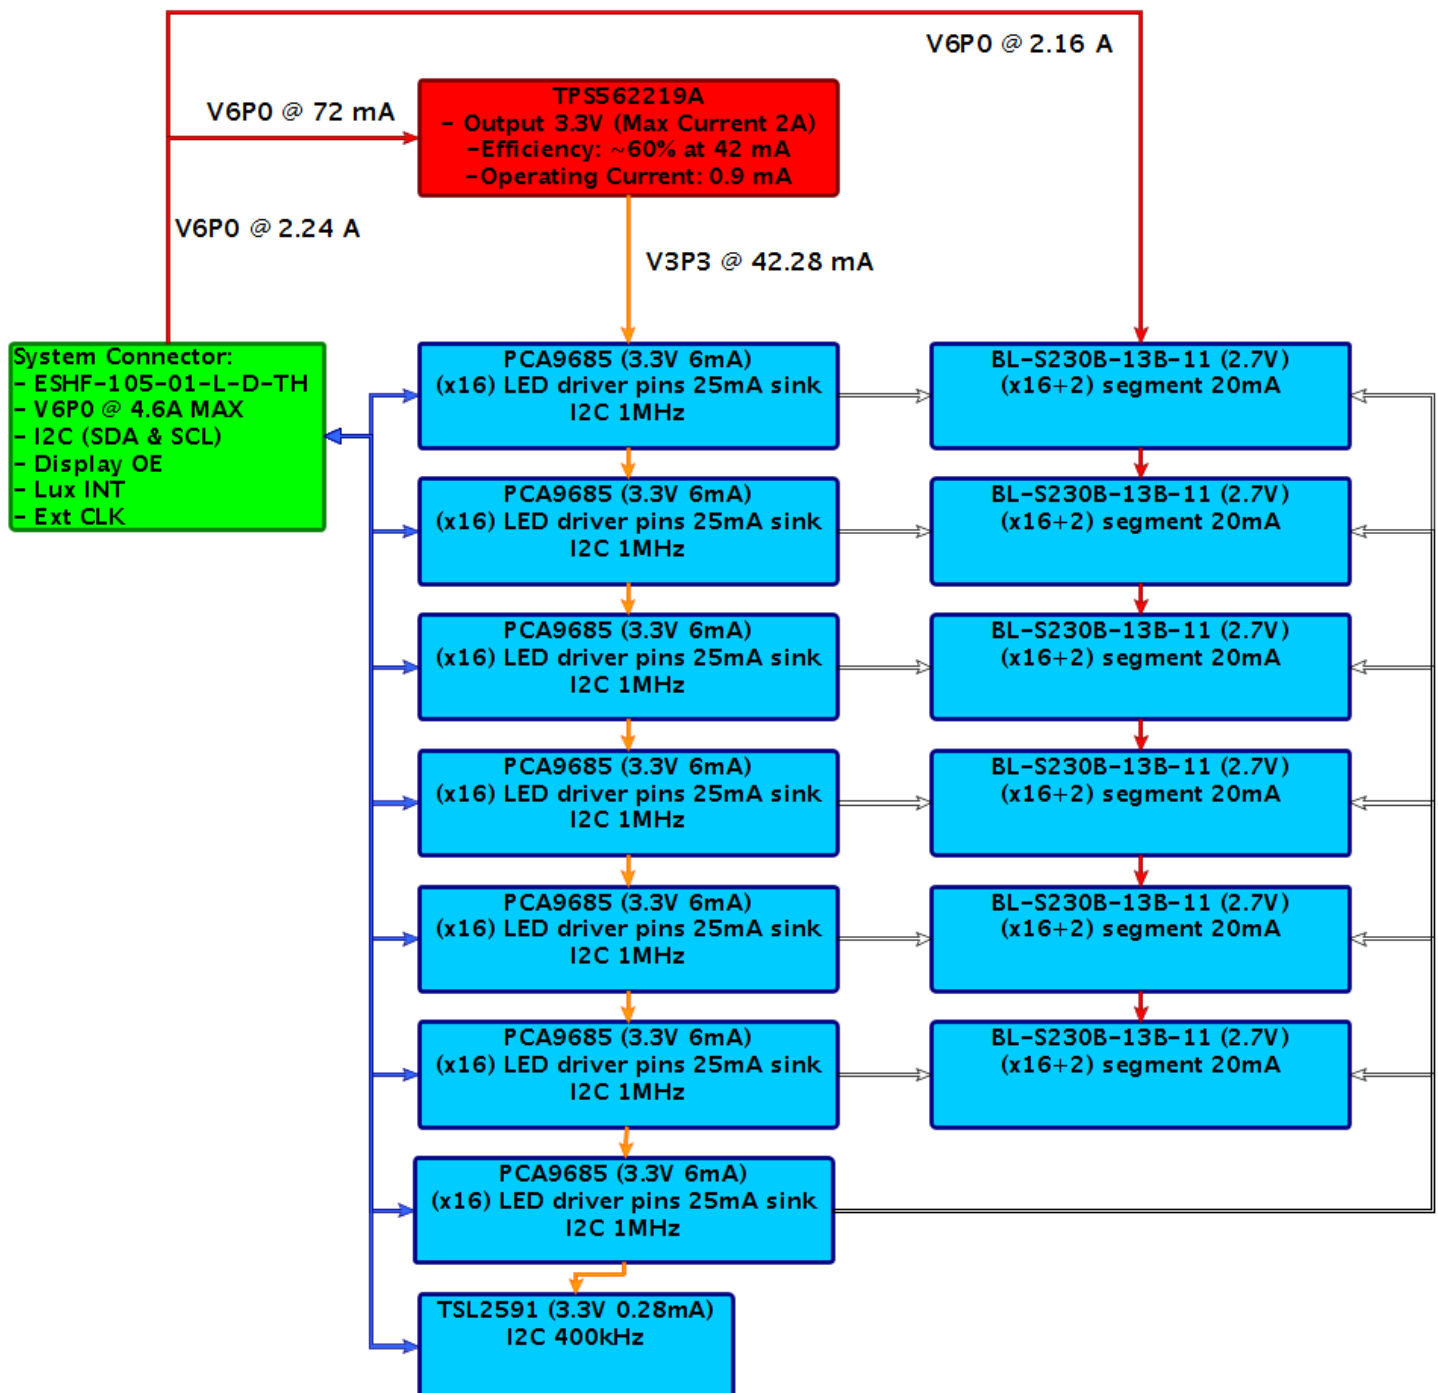 V6P0 @ 2.16 A
V6P0 @ 72 mA
TPS562219A
- Output 3.3V (Max Current 2A)
-Efficiency: ~60% at 42 mA
-Operating Current: 0.9 mA
V6P0 @ 2.24 A
V3P3 @ 42.28 mA
System Connector:
- ESHF-105-01-L-D-TH
- V6P0 @ 4.6A MAX
- I2C (SDA & SCL)
- Display OE
- Lux INT
- Ext CLK
PCA9685 (3.3V 6mA)
(x16) LED driver pins 25mA sink
I2C 1MHz
BL-S230B-13B-11 (2.7V)
(x16+2) segment 20mA
PCA9685 (3.3V 6mA)
(x16) LED driver pins 25mA sink
I2C 1MHz
BL-S230B-13B-11 (2.7V)
(x16+2) segment 20mA
PCA9685 (3.3V 6mA)
(x16) LED driver pins 25mA sink
I2C 1MHz
BL-S230B-13B-11 (2.7V)
(x16+2) segment 20mA
PCA9685 (3.3V 6mA)
(x16) LED driver pins 25mA sink
I2C 1MHz
BL-S230B-13B-11 (2.7V)
(x16+2) segment 20mA
PCA9685 (3.3V 6mA)
(x16) LED driver pins 25mA sink
I2C 1MHz
BL-S230B-13B-11 (2.7V)
(x16+2) segment 20mA
PCA9685 (3.3V 6mA)
(x16) LED driver pins 25mA sink
I2C 1MHz
BL-S230B-13B-11 (2.7V)
(x16+2) segment 20mA
PCA9685 (3.3V 6mA)
(x16) LED driver pins 25mA sink
I2C 1MHz
TSL2591 (3.3V 0.28mA)
I2C 400kHz